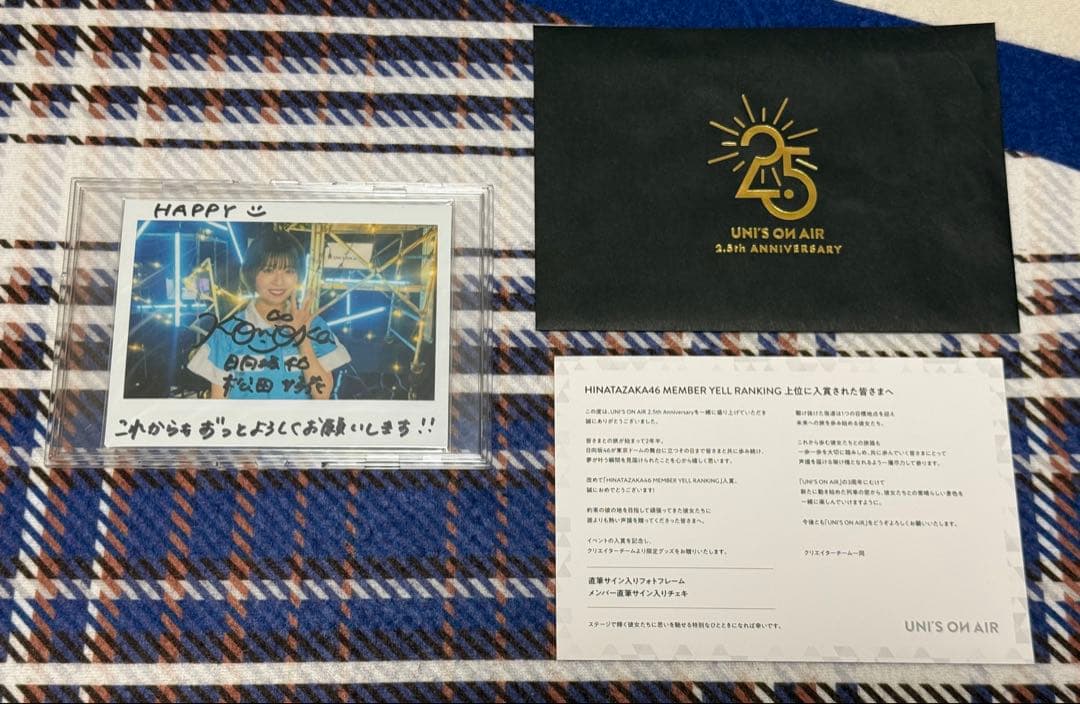 HAPPY
日向坂46
松田好花
これからもずっとよろしくお願いします!!
2.5
UNI'S ON AIR
2.5th ANNIVERSARY
HINATAZAKA46 MEMBER YELL RANKING 上位に入賞された皆さまへ
この度は、UNI'S ON AIR 2.5th Anniversaryを一緒に盛り上げていただき
誠にありがとうございました。
皆さまとの旅が始まって2年半。
日向坂46が東京ドームの舞台に立つその日まで皆さまと共に歩み続け、
夢が叶う瞬間を見届けられたことを心から嬉しく思います。
改めて「HINATAZAKA46 MEMBER YELL RANKING」入賞、
誠におめでとうございます!
約束の彼の地を目指して頑張ってきた彼女たちに
誰よりも熱い声援を贈ってくださった皆さまへ。
イベントの入賞を記念し、
クリエイターチームより限定グッズをお贈りいたします。
直筆サイン入りフォトフレーム
メンバー直筆サイン入りチェキ
ステージで輝く彼女たちに思いを馳せる特別なひとときになれば幸いです。
駆け抜けた街道は1つの目標地点を迎え
未来への旅を歩み始める彼女たち。
これから歩む彼女たちとの旅路も
一歩一歩を大切に踏みしめ、共に歩んでいく皆さまにとって
声援を届ける架け橋となれるよう一層尽力して参ります。
「UNI'S ON AIR」の3周年にむけて
新たに動き始めた列車の窓から、彼女たちとの素晴らしい景色を
一緒に楽しんでいけますように。
今後とも「UNI'S ON AIR」をどうぞよろしくお願いいたします。
クリエイターチーム一同
UNI'S ON AIR